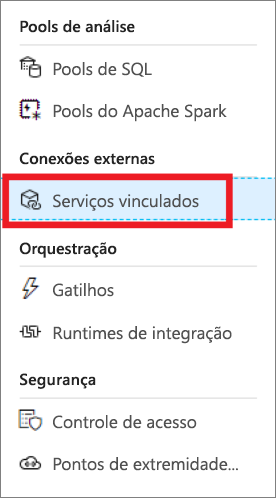 Pools de análise
Pools de SQL
Pools do Apache Spark
Conexões externas
Serviços vinculados
Orquestração
Gatilhos
Runtimes de integração
Segurança
Controle de acesso
Pontos de extremidade...